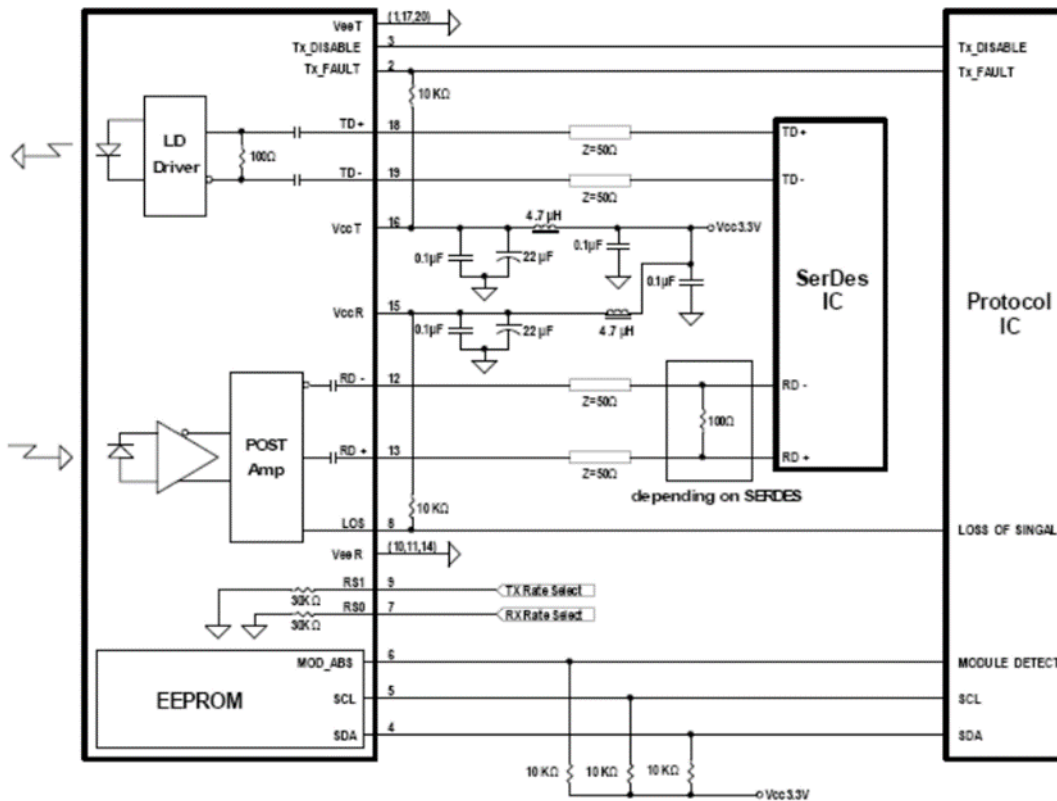 VeeT (1,17,20)
Tx_DISABLE 3 Tx_DISABLE
Tx_FAULT 2 Tx_FAULT
10 KΩ
LD
Driver
100Ω
TD+ 18 Z=50Ω TD+
TD- 19 Z=50Ω TD-
VccT 16 4.7 µH Vcc3.3V
0.1µF 22 µF 0.1µF 0.1µF
SerDes
IC
Protocol
IC
VccR 15
0.1µF 22 µF 4.7 µH
RD - 12 Z=50Ω RD -
100Ω
POST
Amp
RD + 13 Z=50Ω RD +
depending on SERDES
10 KΩ
LOS 8 LOSS OF SINGAL
VeeR (10,11,14)
RS1 9 TX Rate Select
30KΩ
RS0 7 RX Rate Select
30KΩ
MOD_ABS 6 MODULE DETECT
EEPROM
SCL 5 SCL
SDA 4 SDA
10 KΩ 10 KΩ 10 KΩ
Vcc3.3V